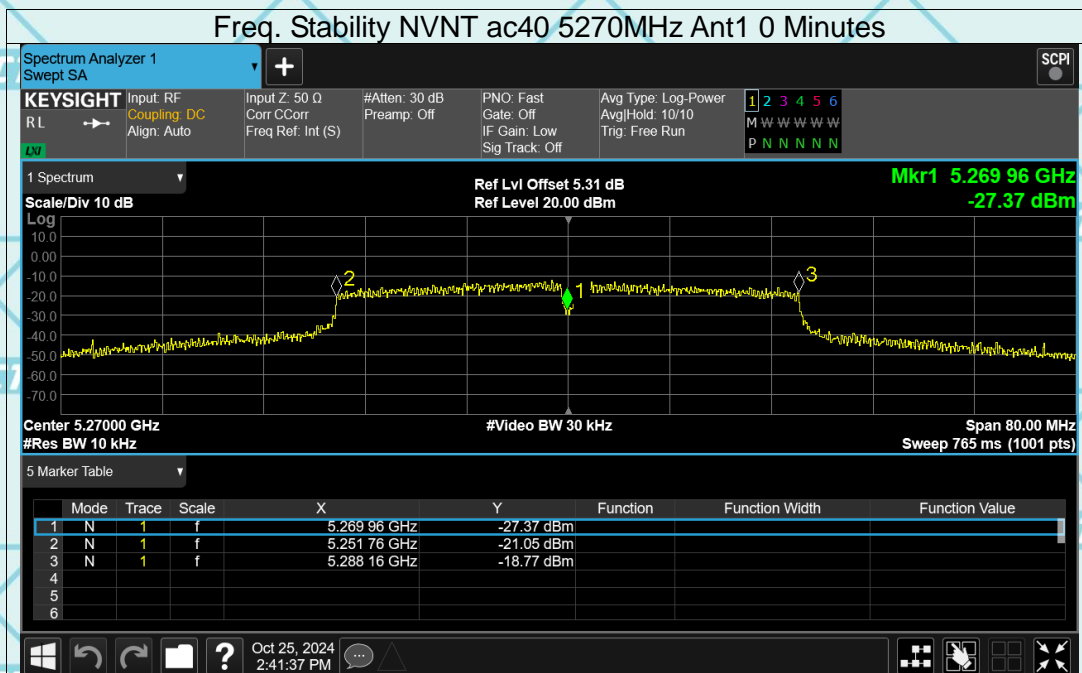 Freq. Stability NVNT ac40 5270MHz Ant1 0 Minutes
Spectrum Analyzer 1
Swept SA
+
SCPI
KEYSIGHT
R L
LXI
Input: RF
Coupling: DC
Align: Auto
Input Z: 50 Ω
Corr CCorr
Freq Ref: Int (S)
#Atten: 30 dB
Preamp: Off
PNO: Fast
Gate: Off
IF Gain: Low
Sig Track: Off
Avg Type: Log-Power
Avg|Hold: 10/10
Trig: Free Run
1 2 3 4 5 6
M W W W W W
P N N N N N
1 Spectrum
Scale/Div 10 dB
Ref Lvl Offset 5.31 dB
Ref Level 20.00 dBm
Mkr1 5.269 96 GHz
-27.37 dBm
Log
10.0
0.00
-10.0
-20.0
-30.0
-40.0
-50.0
-60.0
-70.0
2
1
3
Center 5.27000 GHz
#Res BW 10 kHz
#Video BW 30 kHz
Span 80.00 MHz
Sweep 765 ms (1001 pts)
5 Marker Table
Mode Trace Scale X Y Function Function Width Function Value
1 N 1 f 5.269 96 GHz -27.37 dBm
2 N 1 f 5.251 76 GHz -21.05 dBm
3 N 1 f 5.288 16 GHz -18.77 dBm
4
5
6
?
Oct 25, 2024
2:41:37 PM